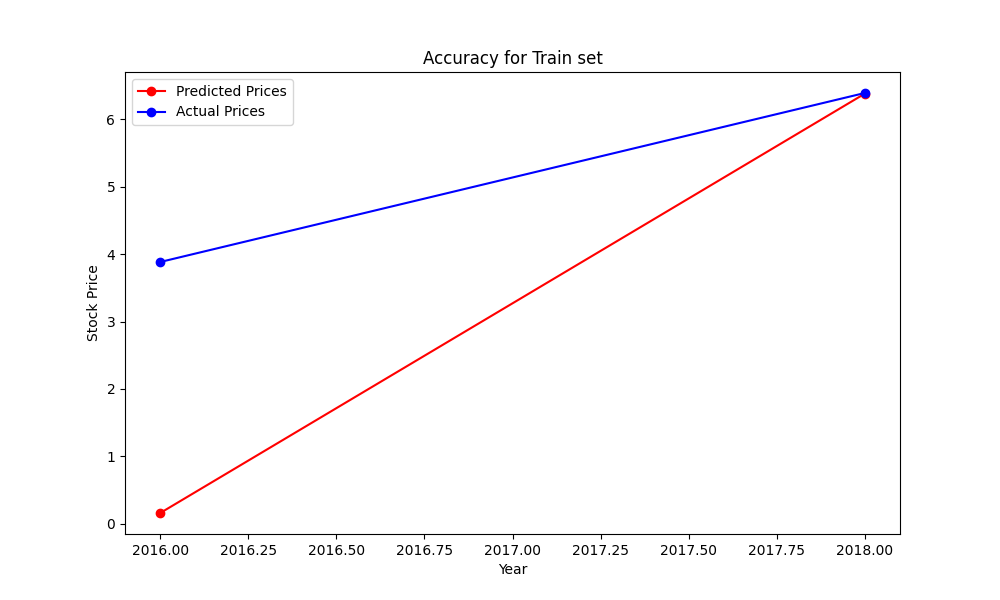 Accuracy for Train set
Predicted Prices
Actual Prices
6
5
4
3
2
1
0
Stock Price
2016.00 2016.25 2016.50 2016.75 2017.00 2017.25 2017.50 2017.75 2018.00
Year